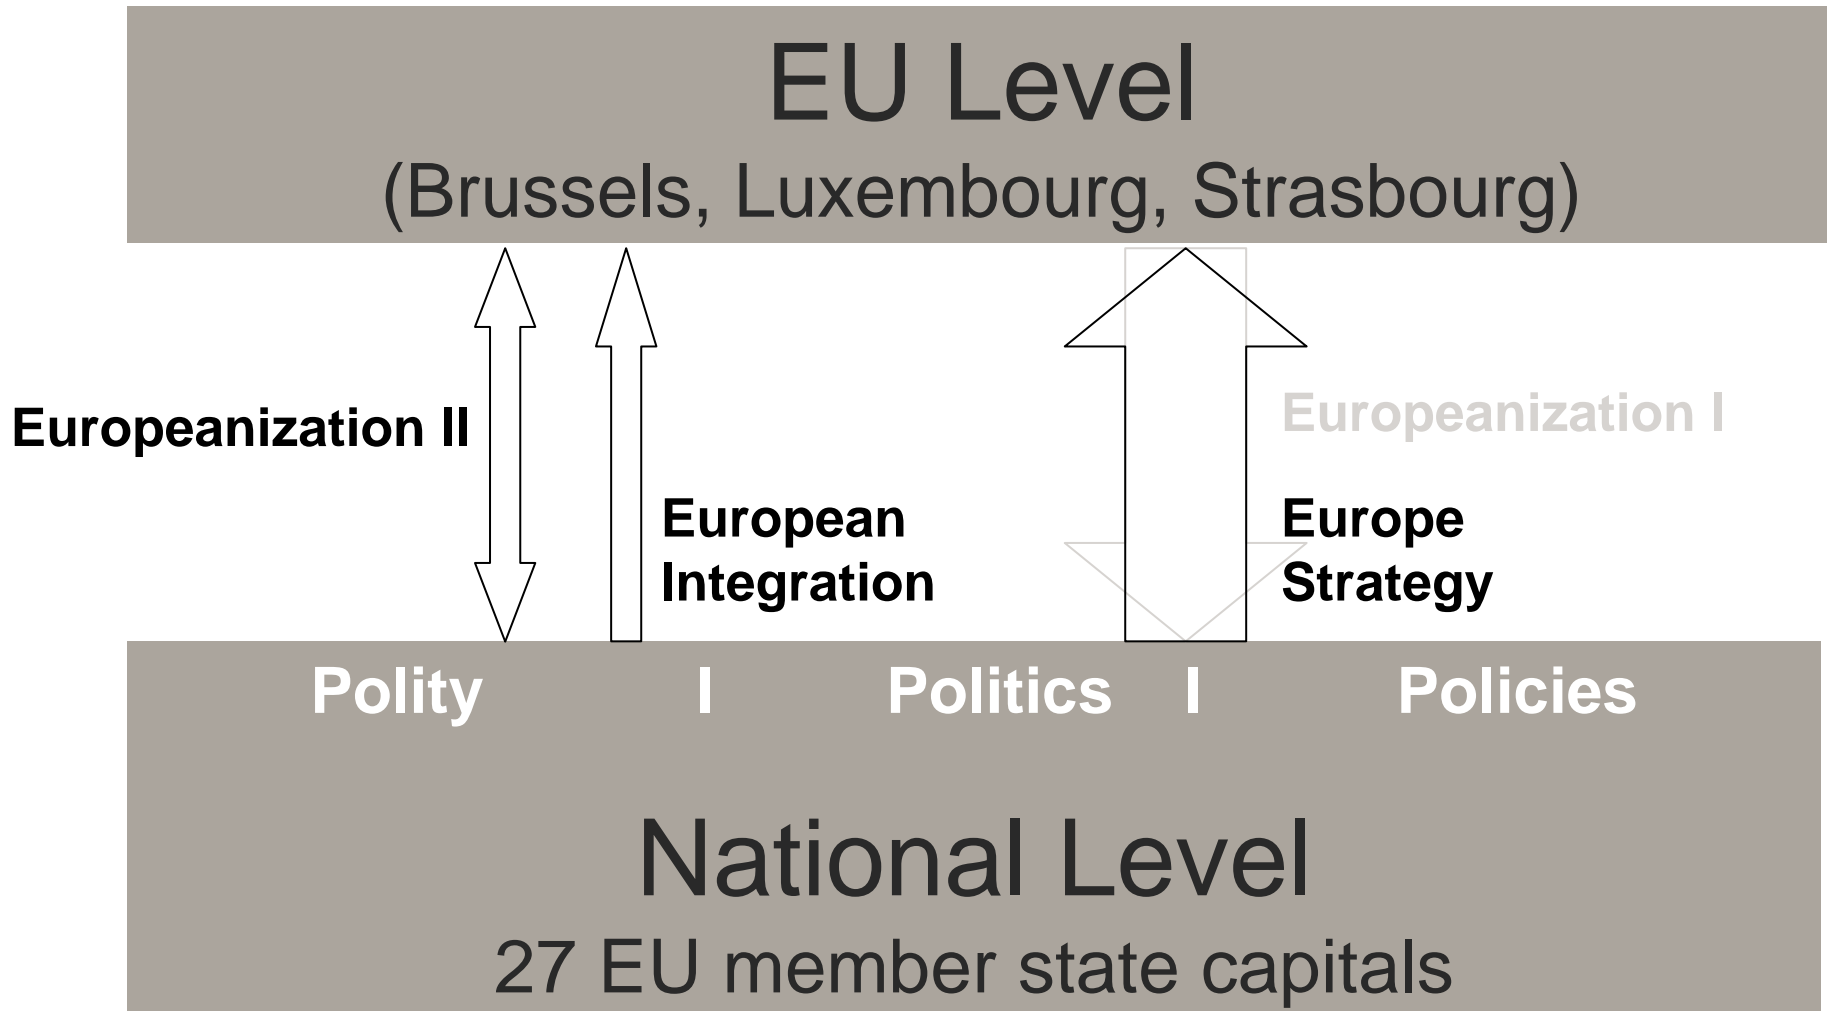 EU Level
(Brussels, Luxembourg, Strasbourg)
Europeanization II
European
Integration
Europeanization I
Europe
Strategy
Polity I Politics I Policies
National Level
27 EU member state capitals